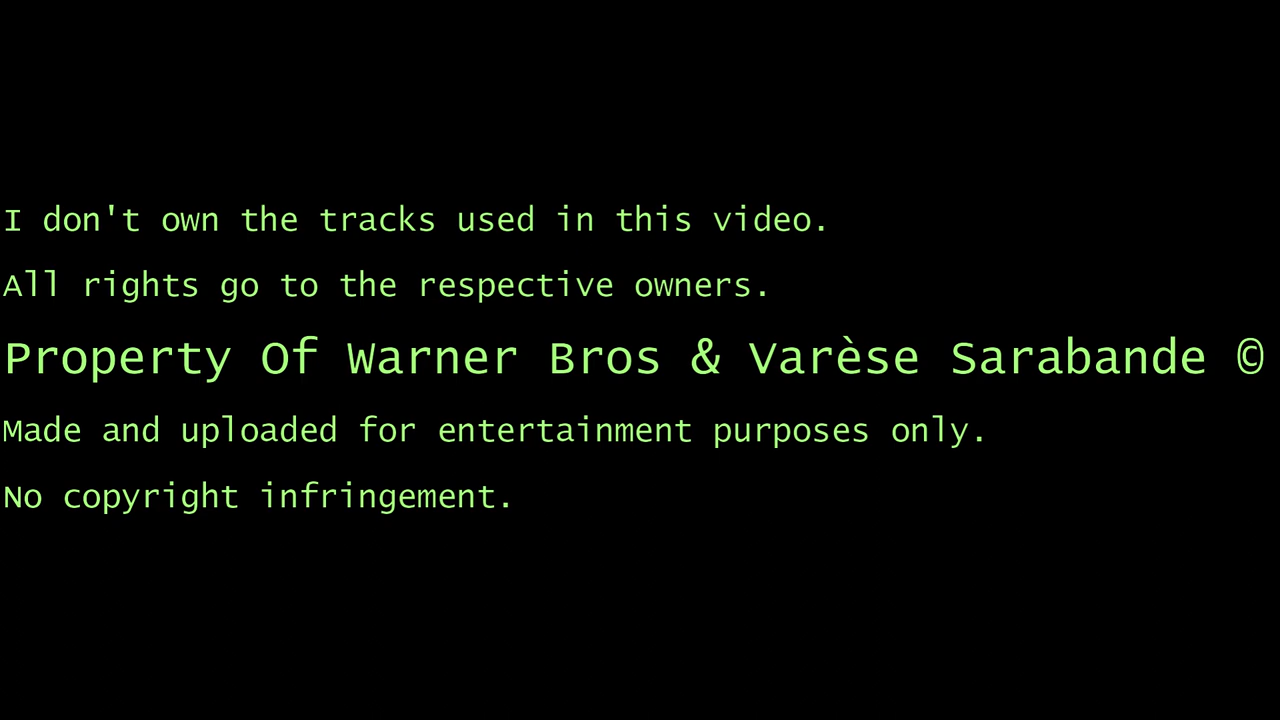 I don't own the tracks used in this video.
All rights go to the respective owners.
Property Of Warner Bros & Varèse Sarabande ©
Made and uploaded for entertainment purposes only.
No copyright infringement.